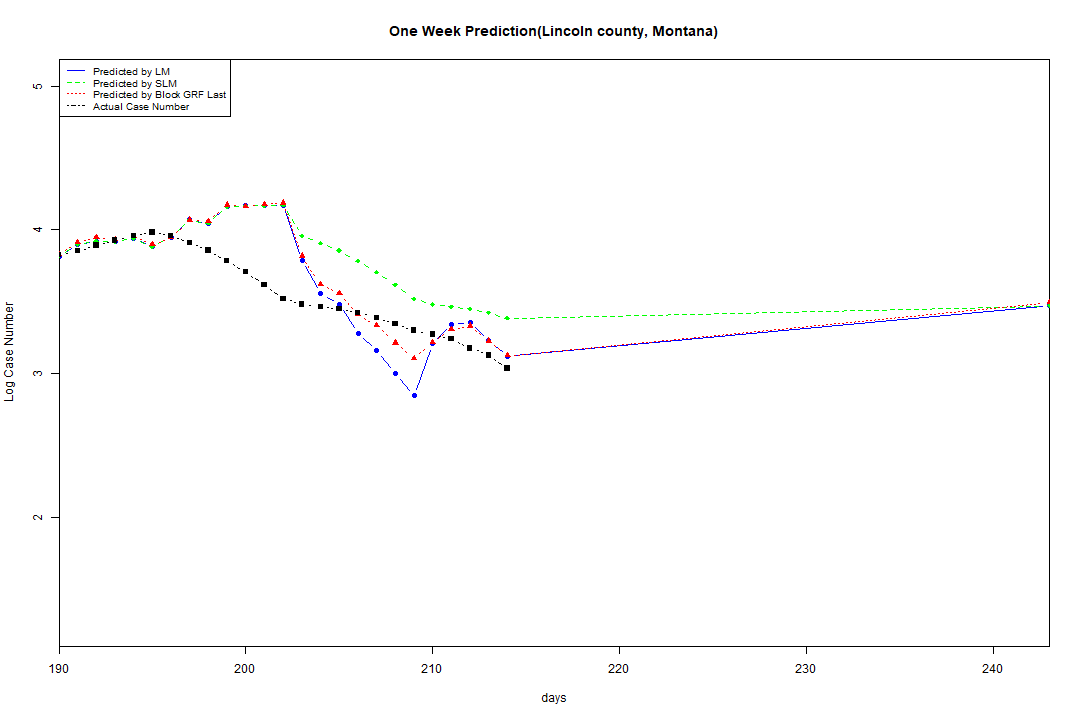 One Week Prediction(Lincoln county, Montana)
Predicted by LM
Predicted by SLM
Predicted by Block GRF Last
Actual Case Number
5
4
3
2
Log Case Number
190 200 210 220 230 240
days